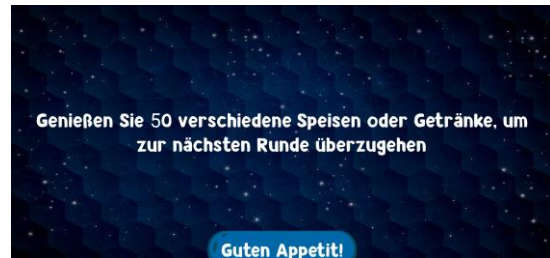 Genießen Sie 50 verschiedene Speisen oder Getränke, um
zur nächsten Runde überzugehen
Guten Appetit!